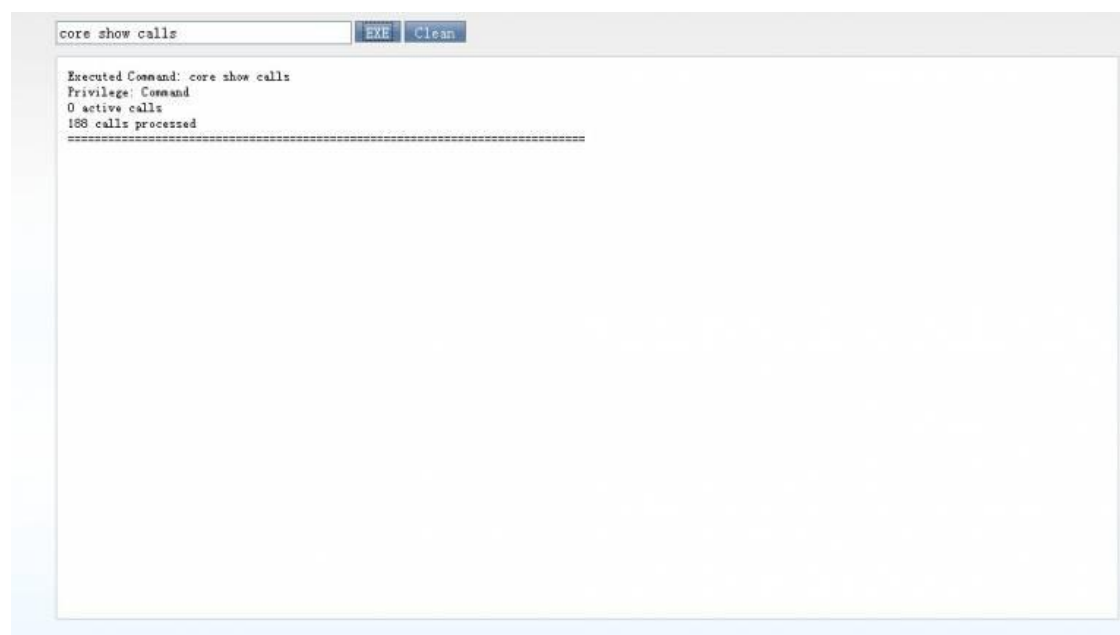 core show calls EXE Clean
Executed Command: core show calls
Privilege: Command
0 active calls
188 calls processed
==============================================================================